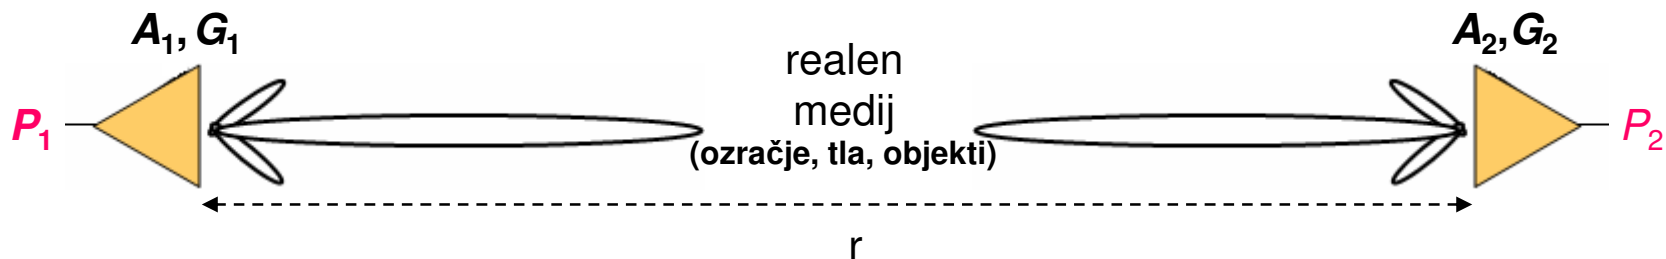 A₁, G₁
A₂,G₂
realen
medij
(ozračje, tla, objekti)
P₁
P₂
r